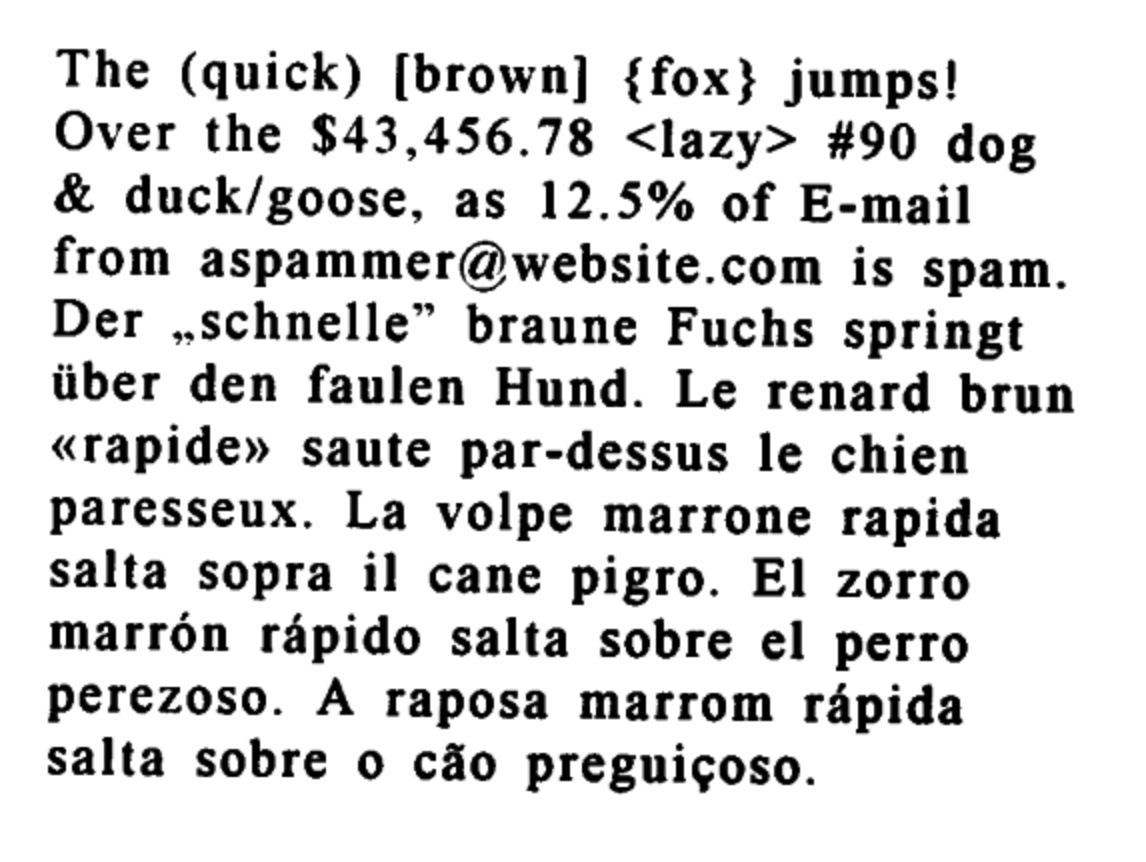 The (quick) [brown] {fox} jumps!
Over the $43,456.78 <lazy> #90 dog
& duck/goose, as 12.5% of E-mail
from aspammer@website.com is spam.
Der „schnelle” braune Fuchs springt
über den faulen Hund. Le renard brun
«rapide» saute par-dessus le chien
paresseux. La volpe marrone rapida
salta sopra il cane pigro. El zorro
marrón rápido salta sobre el perro
perezoso. A raposa marrom rápida
salta sobre o cão preguiçoso.